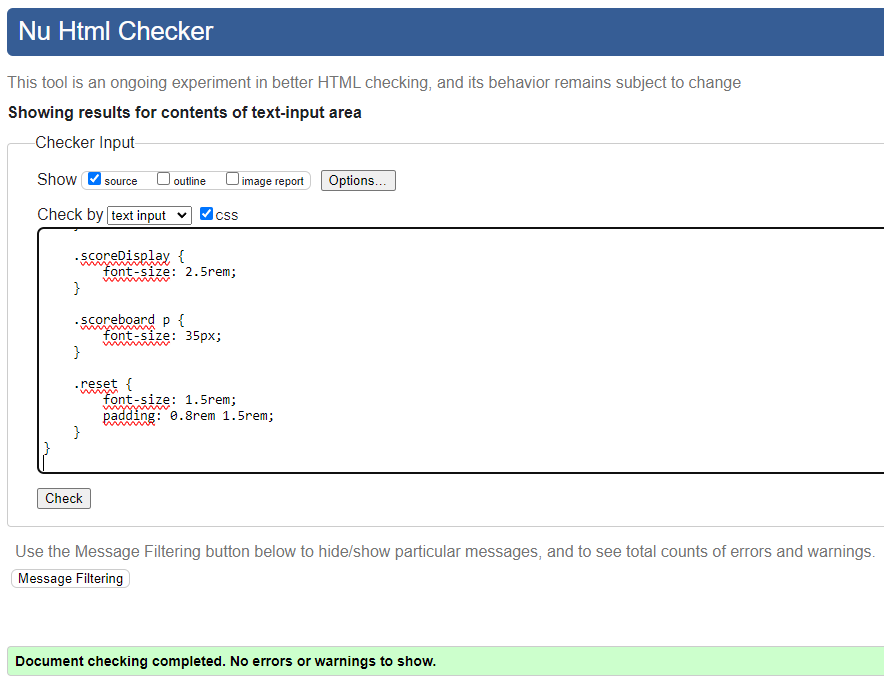 Nu Html Checker
This tool is an ongoing experiment in better HTML checking, and its behavior remains subject to change
Showing results for contents of text-input area
Checker Input
Show source outline image report Options...
Check by text input css
}
.scoreDisplay {
font-size: 2.5rem;
}
.scoreboard p {
font-size: 35px;
}
.reset {
font-size: 1.5rem;
padding: 0.8rem 1.5rem;
}
}
Check
Use the Message Filtering button below to hide/show particular messages, and to see total counts of errors and warnings.
Message Filtering
Document checking completed. No errors or warnings to show.